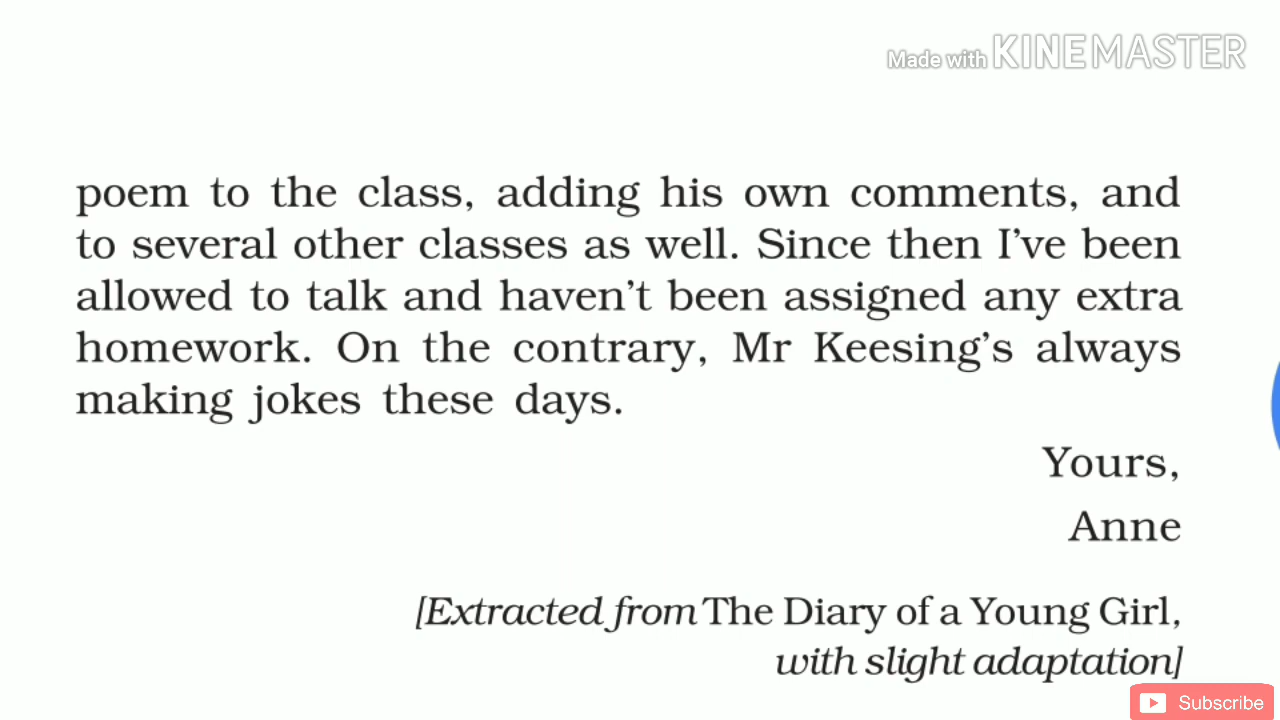 Made with KINEMASTER
poem to the class, adding his own comments, and
to several other classes as well. Since then I've been
allowed to talk and haven't been assigned any extra
homework. On the contrary, Mr Keesing's always
making jokes these days.
Yours,
Anne
[Extracted from The Diary of a Young Girl,
with slight adaptation]
Subscribe